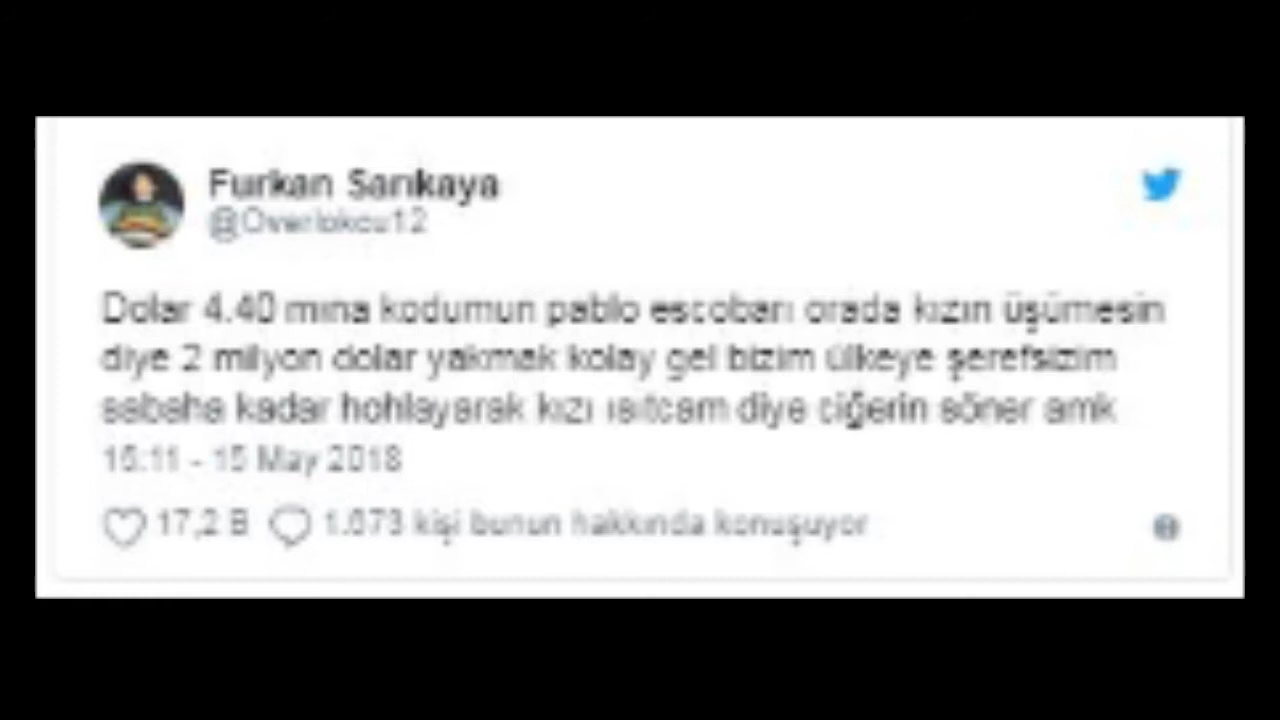 Furkan Sarıkaya
@Overlokcu12
Dolar 4.40 mına kodumun pablo escobarı orada kızın üşümesin
diye 2 milyon dolar yakmak kolay gel bizim ülkeye şerefsizim
sabaha kadar hohlayarak kızı ısıtcam diye ciğerin söner amk
- 15 May 2018
17,2 B
kişi bunun hakkında konuşuyor